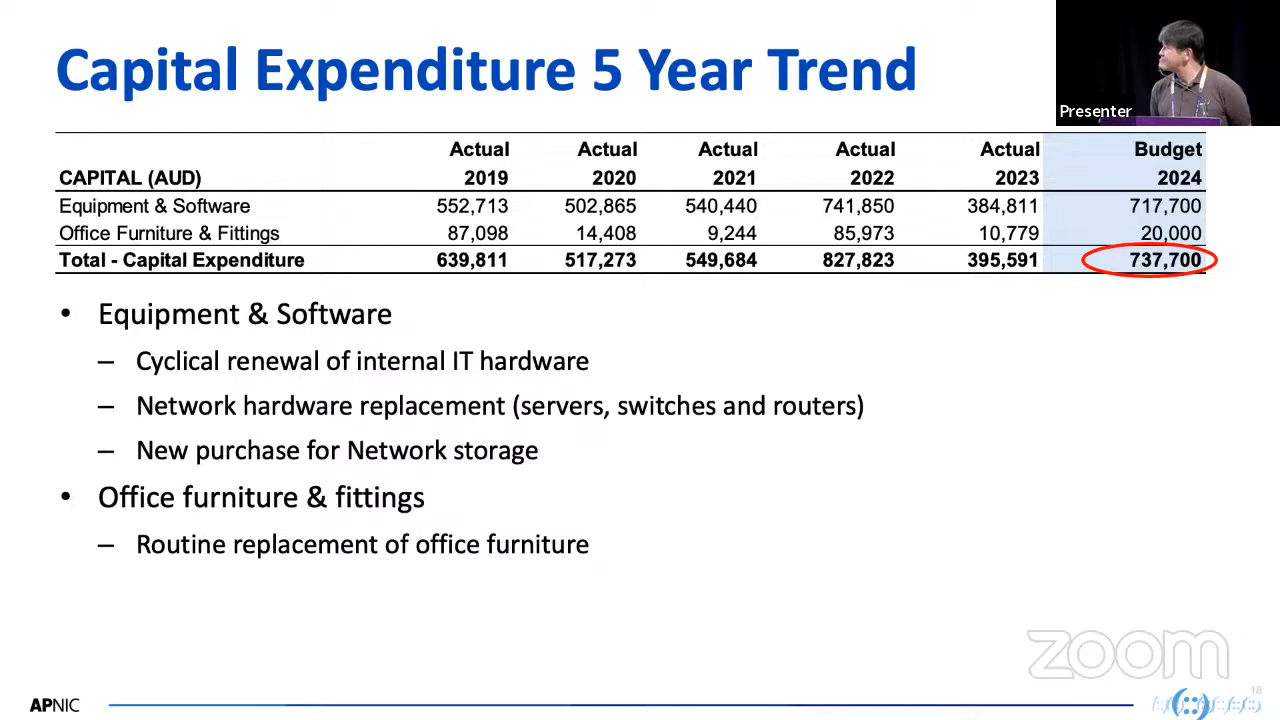 Capital Expenditure 5 Year Trend
Presenter
Actual Actual Actual Actual Actual Budget
CAPITAL (AUD) 2019 2020 2021 2022 2023 2024
Equipment & Software 552,713 502,865 540,440 741,850 384,811 717,700
Office Furniture & Fittings 87,098 14,408 9,244 85,973 10,779 20,000
Total - Capital Expenditure 639,811 517,273 549,684 827,823 395,591 737,700
• Equipment & Software
– Cyclical renewal of internal IT hardware
– Network hardware replacement (servers, switches and routers)
– New purchase for Network storage
• Office furniture & fittings
– Routine replacement of office furniture
zoom
18
APNIC